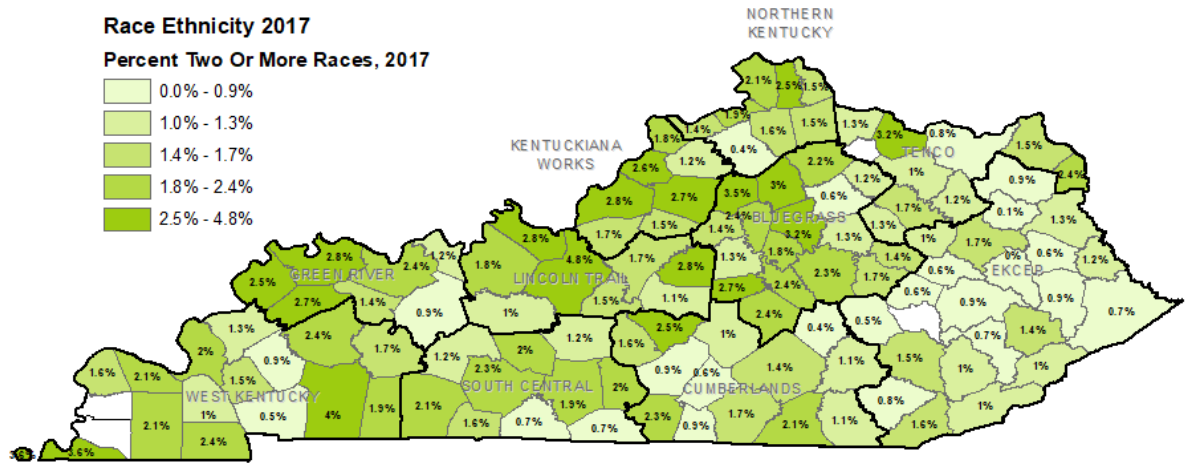 Race Ethnicity 2017
Percent Two Or More Races, 2017
0.0% - 0.9%
1.0% - 1.3%
1.4% - 1.7%
1.8% - 2.4%
2.5% - 4.8%
NORTHERN
KENTUCKY
2.1% 2.5% 1.5%
1.9% 1.6% 1.5% 1.3% 3.2% 0.8%
TENCO
1.8% 1.4% 0.4% 1.5%
KENTUCKIANA
WORKS
2.6% 1.2% 2.2% 1.2% 1% 0.9% 2.4%
2.8% 2.7% 3.5% 3% 0.6% 1.7% 1.2% 0.1% 1.3%
1.7% 1.5% 1.4% 2.4% BLUEGRASS 3.2% 1.3% 1.3% 1%
2.8% 4.8% 1.7% 2.8% 1.3% 1.8% 2.3% 1.4% 1.7% 1.7% 0% 0.6% 1.2%
EKCEP
2.5% 2.8% 2.4% 1.2% 1.8%
GREEN RIVER
LINCOLN TRAIL
2.7% 1.4% 0.9% 1% 1.5% 1.1% 2.7% 2.4% 0.6% 0.6% 0.9% 0.9% 0.7%
1.3% 2.4% 1.7% 1.2% 2% 1.2% 1.6% 2.5% 1% 2.4% 0.4% 0.5% 0.7% 1.4%
1.6% 2.1% 2% 1.5% 0.9% 2.3% 2% 0.9% 0.6% 1.4% 1.1% 1.5% 1% 1%
WEST KENTUCKY
SOUTH CENTRAL
CUMBERLANDS
2.1% 1% 0.5% 4% 1.9% 2.1% 1.6% 0.7% 1.9% 0.7% 2.3% 0.9% 1.7% 2.1% 1.1% 0.8% 1.6% 1%
2.4%
3.6%